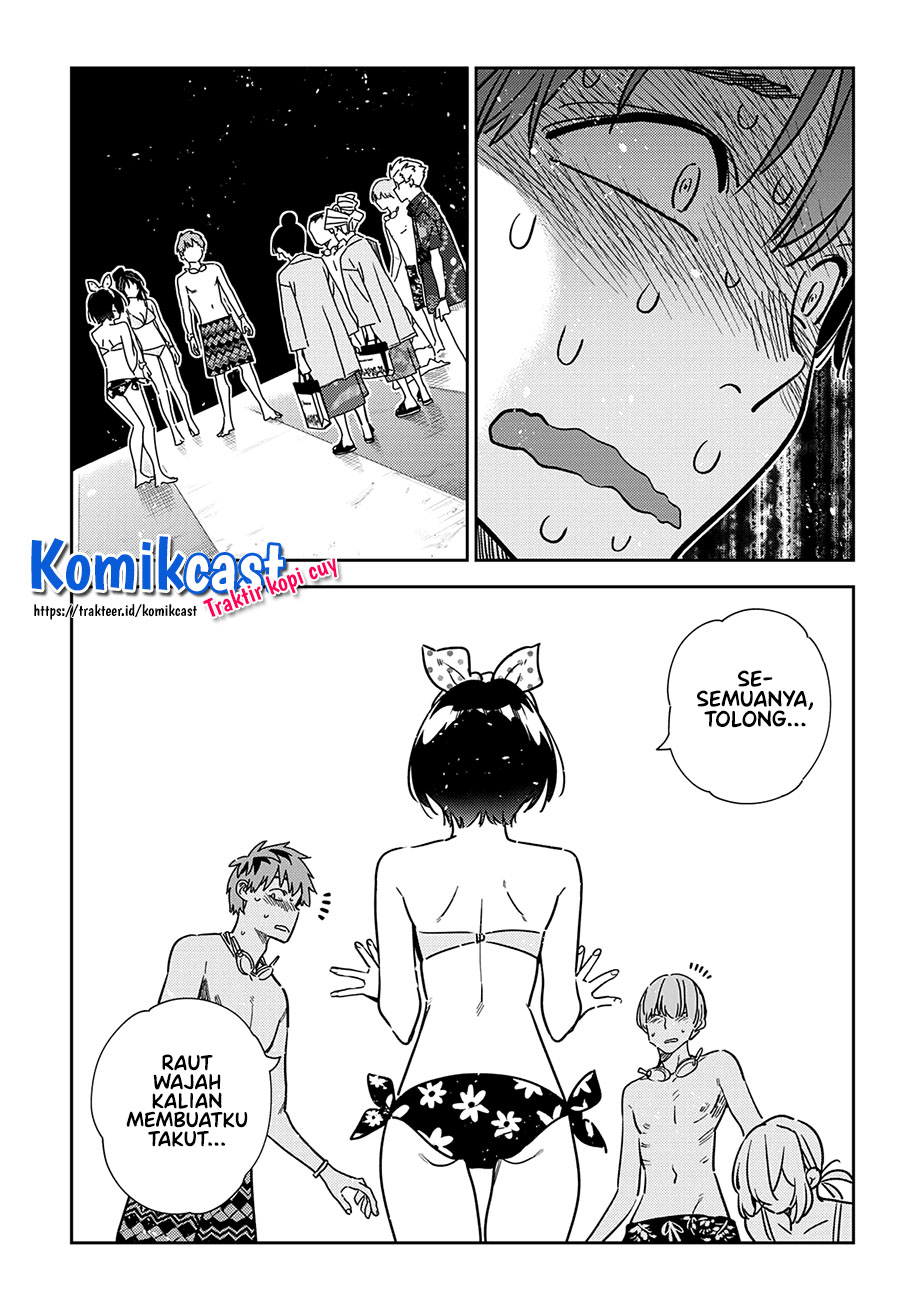 Komikcast
https://trakteer.id/komikcast
Traktir kopi cuy
SE-
SEMUANYA,
TOLONG...
RAUT
WAJAH
KALIAN
MEMBUATKU
TAKUT...